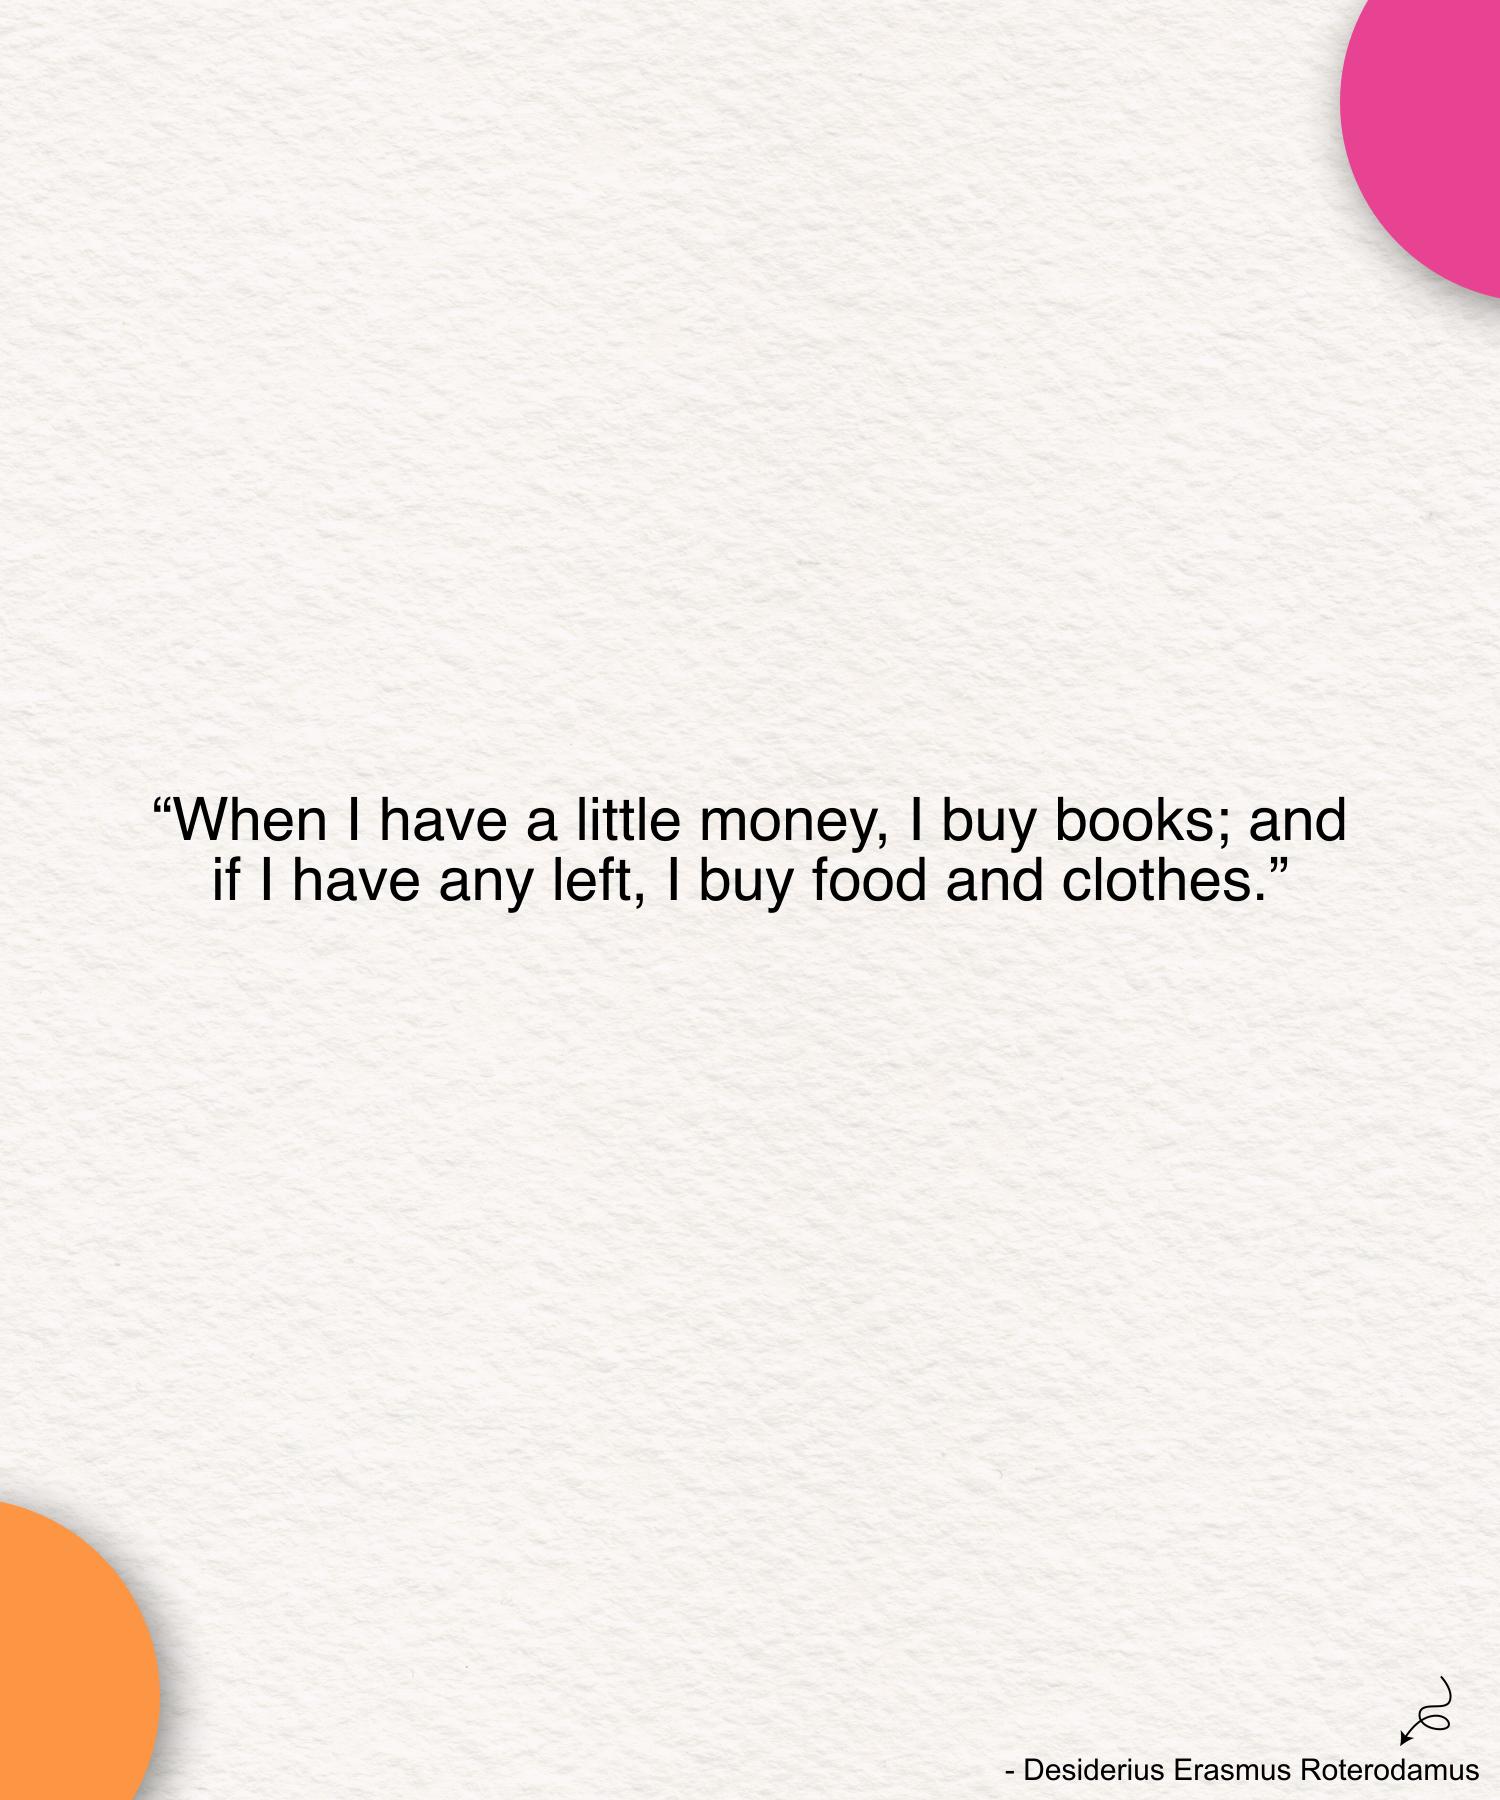 “When I have a little money, I buy books; and
if I have any left, I buy food and clothes.”
- Desiderius Erasmus Roterodamus